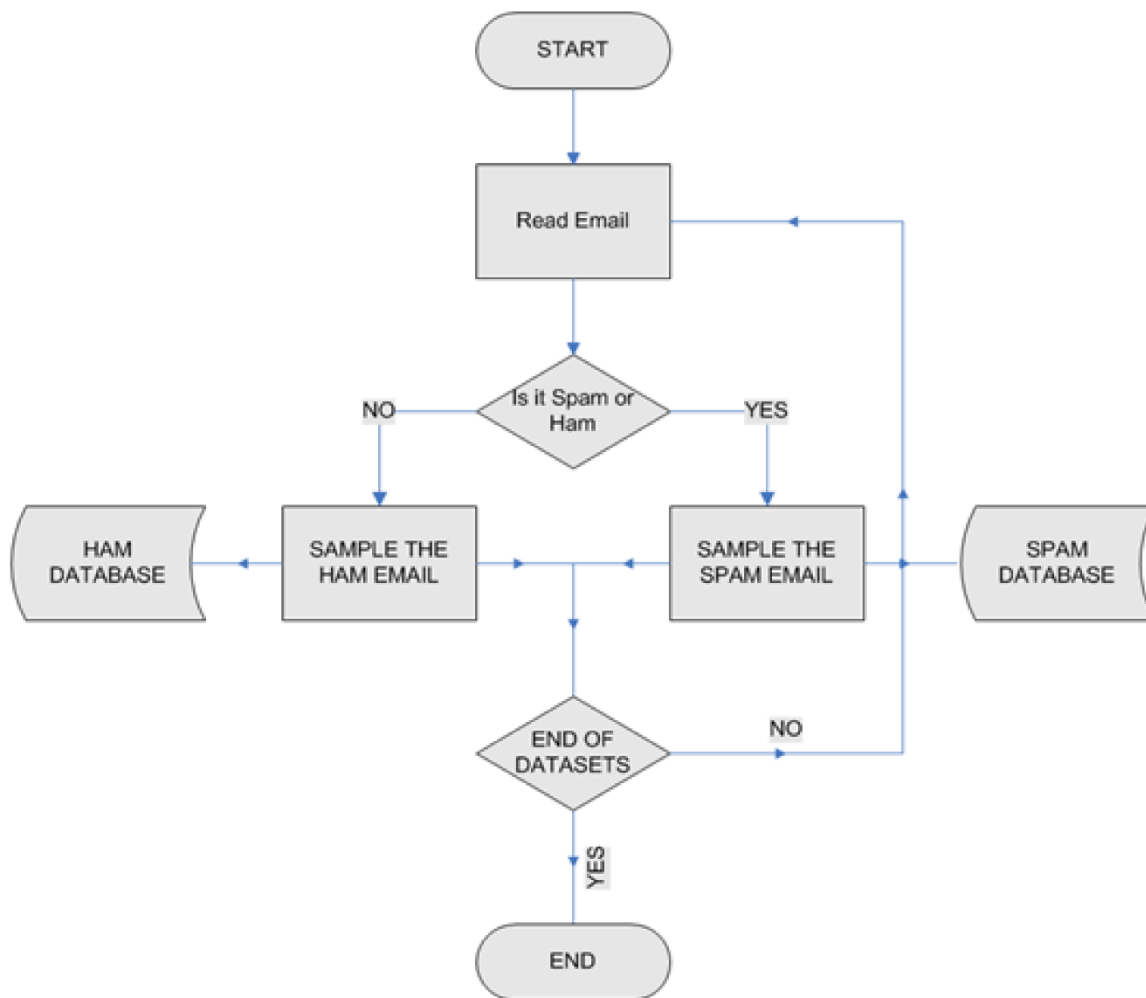 START
Read Email
Is it Spam or
Ham
NO
YES
HAM
DATABASE
SAMPLE THE
HAM EMAIL
SAMPLE THE
SPAM EMAIL
SPAM
DATABASE
END OF
DATASETS
NO
YES
END